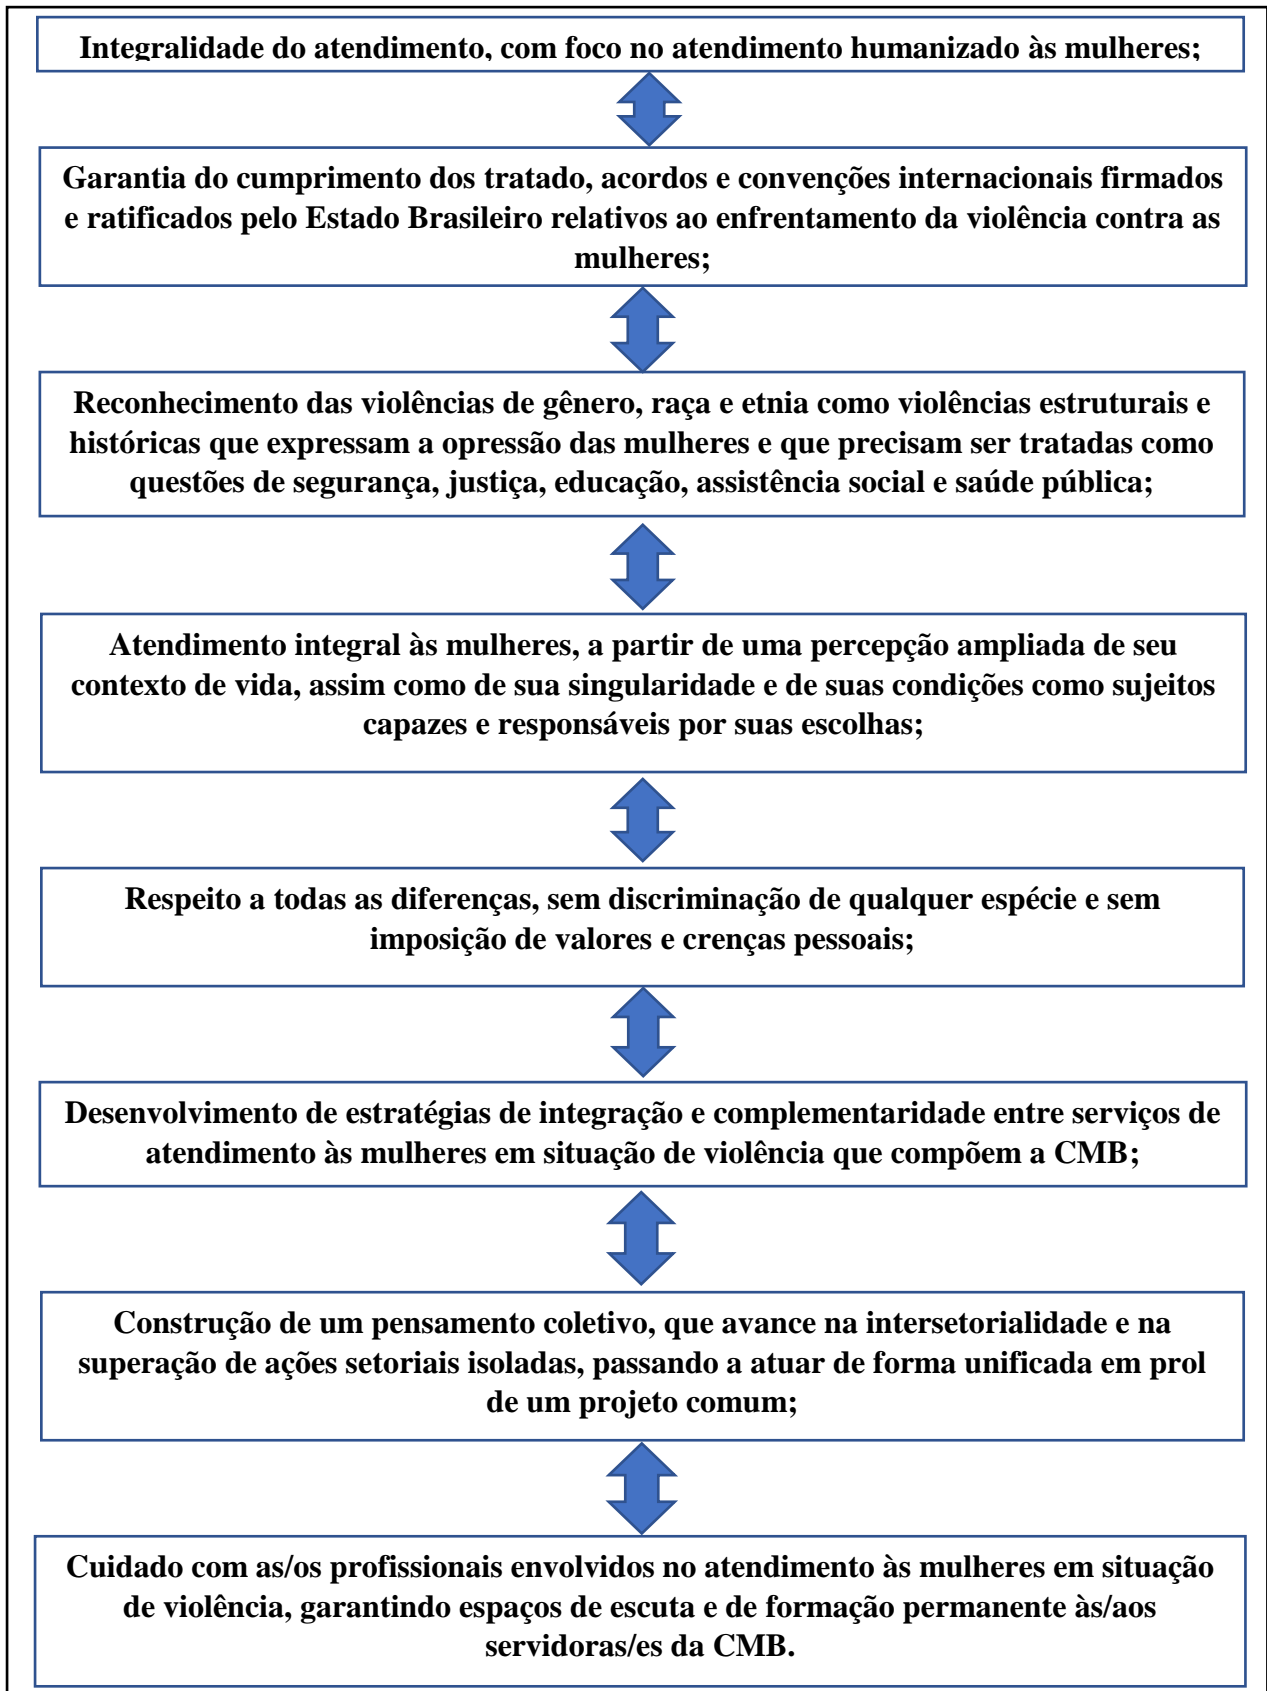 Integralidade do atendimento, com foco no atendimento humanizado às mulheres;
Garantia do cumprimento dos tratado, acordos e convenções internacionais firmados
e ratificados pelo Estado Brasileiro relativos ao enfrentamento da violência contra as
mulheres;
Reconhecimento das violências de gênero, raça e etnia como violências estruturais e
históricas que expressam a opressão das mulheres e que precisam ser tratadas como
questões de segurança, justiça, educação, assistência social e saúde pública;
Atendimento integral às mulheres, a partir de uma percepção ampliada de seu
contexto de vida, assim como de sua singularidade e de suas condições como sujeitos
capazes e responsáveis por suas escolhas;
Respeito a todas as diferenças, sem discriminação de qualquer espécie e sem
imposição de valores e crenças pessoais;
Desenvolvimento de estratégias de integração e complementaridade entre serviços de
atendimento às mulheres em situação de violência que compõem a CMB;
Construção de um pensamento coletivo, que avance na intersetorialidade e na
superação de ações setoriais isoladas, passando a atuar de forma unificada em prol
de um projeto comum;
Cuidado com as/os profissionais envolvidos no atendimento às mulheres em situação
de violência, garantindo espaços de escuta e de formação permanente às/aos
servidoras/es da CMB.